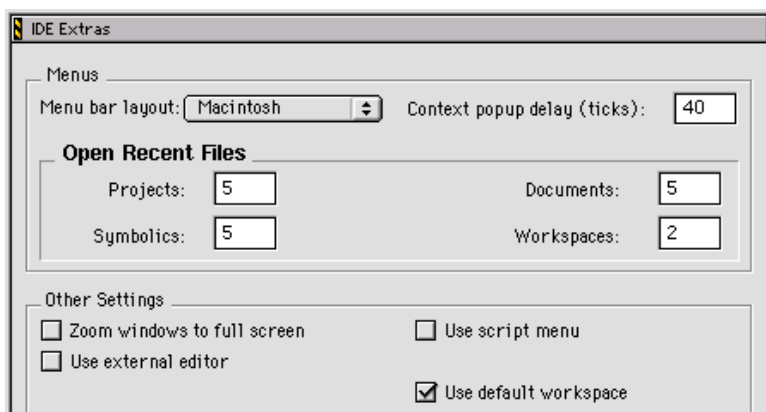 IDE Extras
Menus
Menu bar layout: Macintosh Context popup delay (ticks): 40
Open Recent Files
Projects: 5 Documents: 5
Symbolics: 5 Workspaces: 2
Other Settings
Zoom windows to full screen Use script menu
Use external editor
Use default workspace